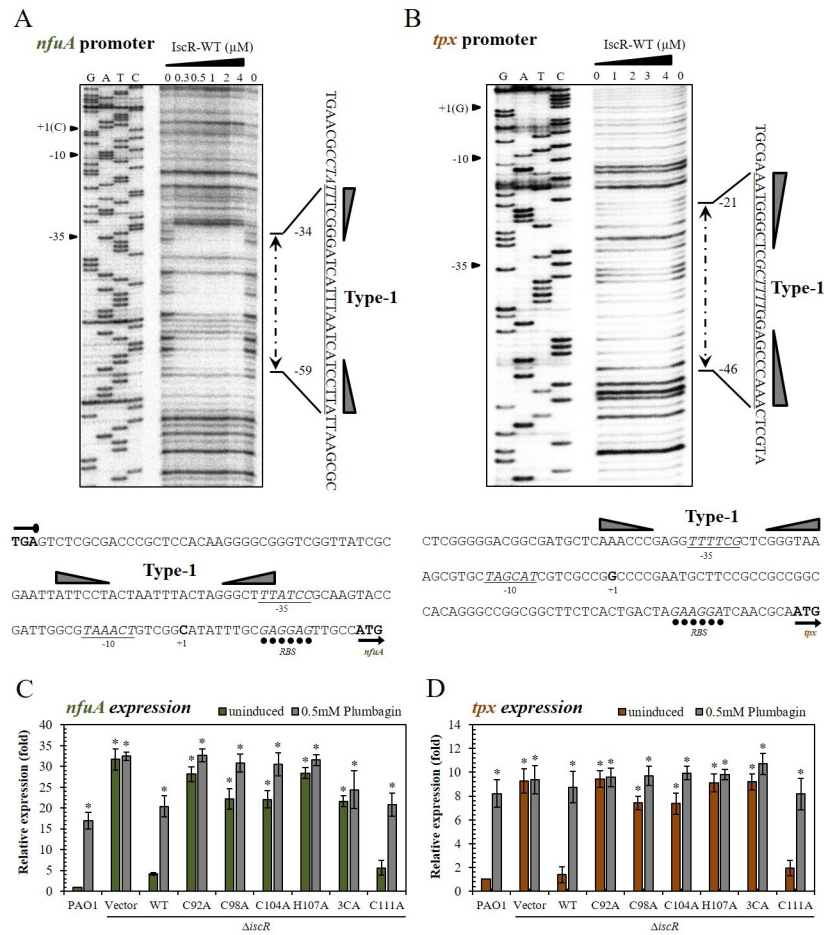 A
B
nfuA promoter
tpx promoter
IscR-WT (µM)
IscR-WT (µM)
G A T C 0 0.3 0.5 1 2 4 0
G A T C 0 1 2 3 4 0
+1(C)
-10
-35
-34
-59
Type-1
TGAACGCCTATTTCGGGATCATTTAATCATCCTTATTAAGCGC
+1(G)
-10
-35
-21
-46
Type-1
TGCGAAATGGGCTCGCTTTTGGAGCCCAAACTCGTA
TGAGTCTCGCGACCCGCTCCACAAGGGGCGGGTCGGTTATCGC
Type-1
GAATTATTCCTACTAATTTACTAGGGCTTTATCCGCAAGTACC
-35
GATTGGCGTAAACTGTCGGCATATTTGCGAGGAGTTGCCATG
-10 +1 RBS nfuA
Type-1
CTCGGGGGACGGCGATGCTCAAACCCGAGGTTTTCGCTCGGGTAA
-35
AGCGTGCTAGCATCGTCGCCGGCCCCGAATGCTTCCGCCGCCGGC
-10 +1
CACAGGGCCGGCGGCTTCTCACTGACTAGAAGGATCAACGCAATG
RBS tpx
C
nfuA expression
uninduced
0.5mM Plumbagin
Relative expression (fold)
40
35
30
25
20
15
10
5
0
PAO1 Vector WT C92A C98A C104A H107A 3CA C111A
ΔiscR
D
tpx expression
uninduced
0.5mM Plumbagin
Relative expression (fold)
14
12
10
8
6
4
2
0
PAO1 Vector WT C92A C98A C104A H107A 3CA C111A
ΔiscR